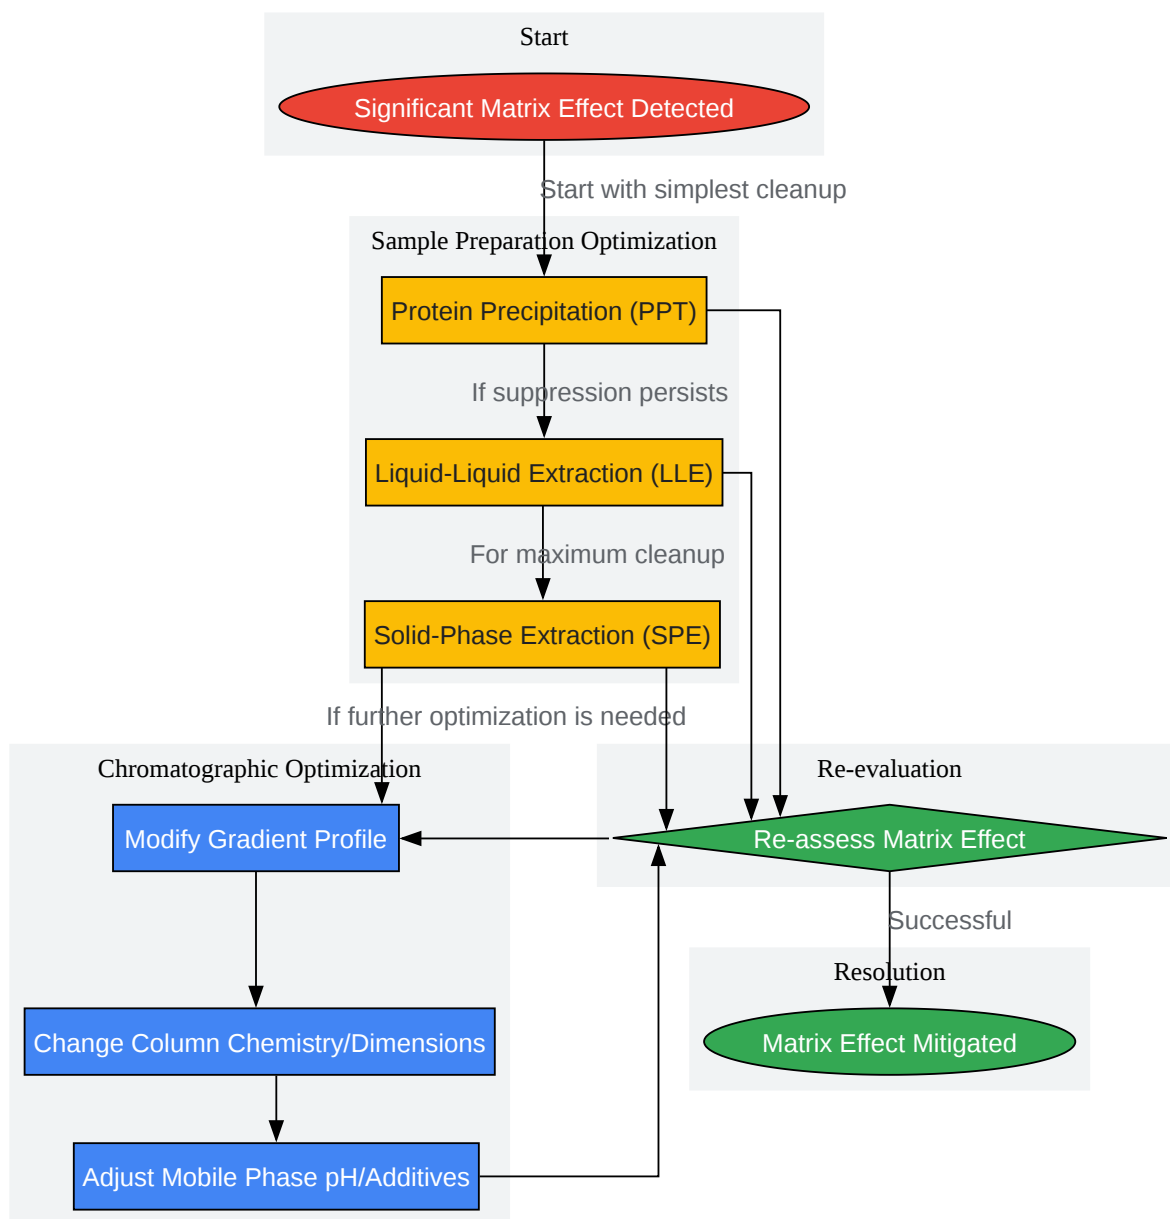 Start
Significant Matrix Effect Detected
Start with simplest cleanup
Sample Preparation Optimization
Protein Precipitation (PPT)
If suppression persists
Liquid-Liquid Extraction (LLE)
For maximum cleanup
Solid-Phase Extraction (SPE)
If further optimization is needed
Chromatographic Optimization
Re-evaluation
Modify Gradient Profile
Re-assess Matrix Effect
Successful
Resolution
Change Column Chemistry/Dimensions
Matrix Effect Mitigated
Adjust Mobile Phase pH/Additives